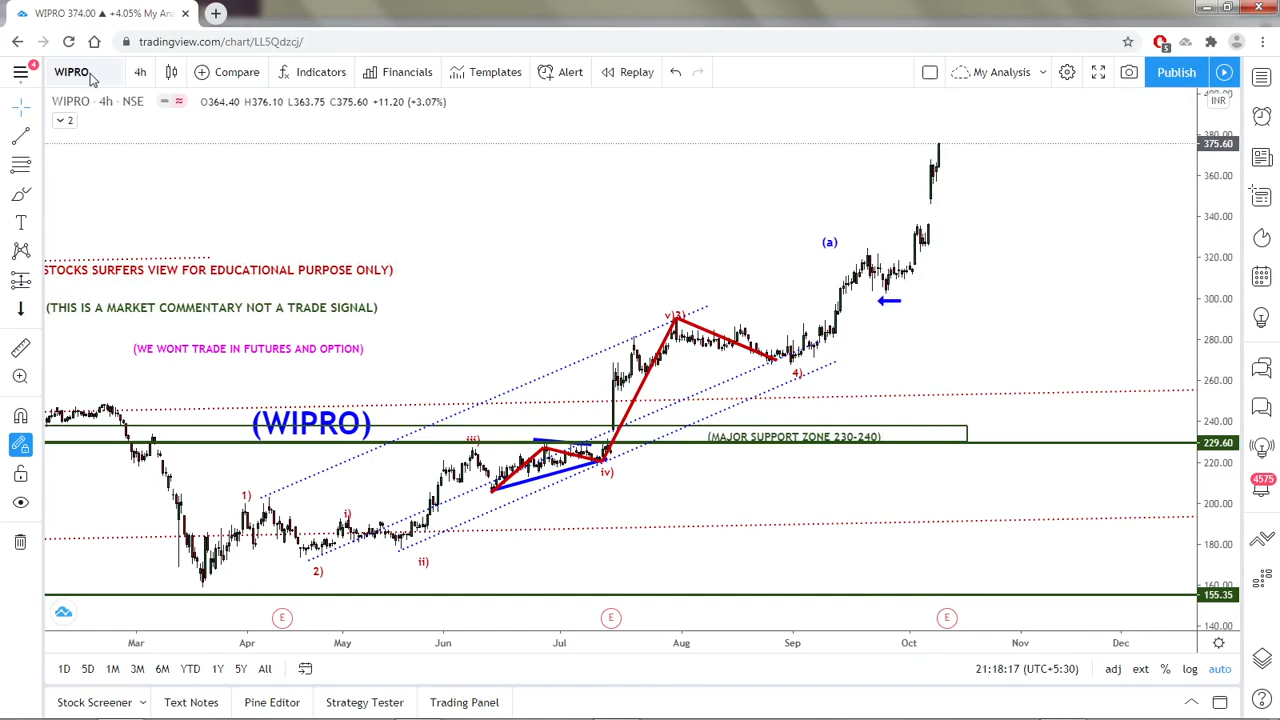 WIPRO 374.00 ▲ +4.05% My An
tradingview.com/chart/LL5Qdzcj/
5
4
WIPRO
4h
Compare
Indicators
Financials
Templates
Alert
Replay
My Analysis
Publish
WIPRO · 4h · NSE
O364.40 H376.10 L363.75 C375.60 +11.20 (+3.07%)
2
INR
400.00
380.00
375.60
360.00
340.00
320.00
300.00
280.00
260.00
240.00
229.60
220.00
200.00
180.00
160.00
155.35
140.00
(a)
STOCKS SURFERS VIEW FOR EDUCATIONAL PURPOSE ONLY)
(THIS IS A MARKET COMMENTARY NOT A TRADE SIGNAL)
(WE WONT TRADE IN FUTURES AND OPTION)
v)3)
4)
(WIPRO)
(MAJOR SUPPORT ZONE 230-240)
iii)
iv)
1)
i)
ii)
2)
E
E
E
4575
Mar
Apr
May
Jun
Jul
Aug
Sep
Oct
Nov
Dec
1D 5D 1M 3M 6M YTD 1Y 5Y All
21:18:17 (UTC+5:30)
adj ext % log auto
Stock Screener
Text Notes
Pine Editor
Strategy Tester
Trading Panel